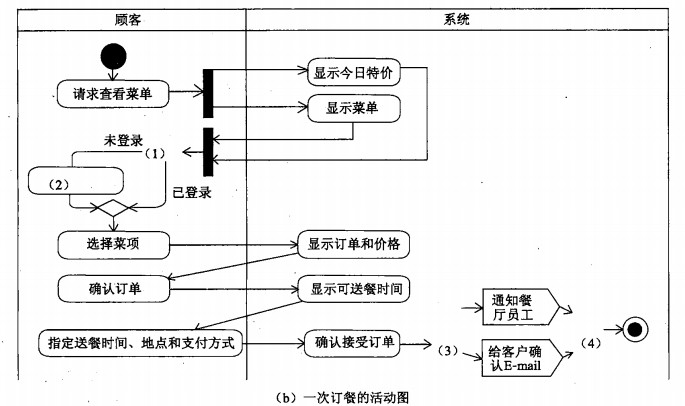 顾客
系统
请求查看菜单
显示今日特价
显示菜单
未登录
（1）
（2）
已登录
选择菜项
显示订单和价格
确认订单
显示可送餐时间
通知餐
厅员工
指定送餐时间、地点和支付方式
确认接受订单
（3）
给客户确
认E-mail
（4）
（b）一次订餐的活动图